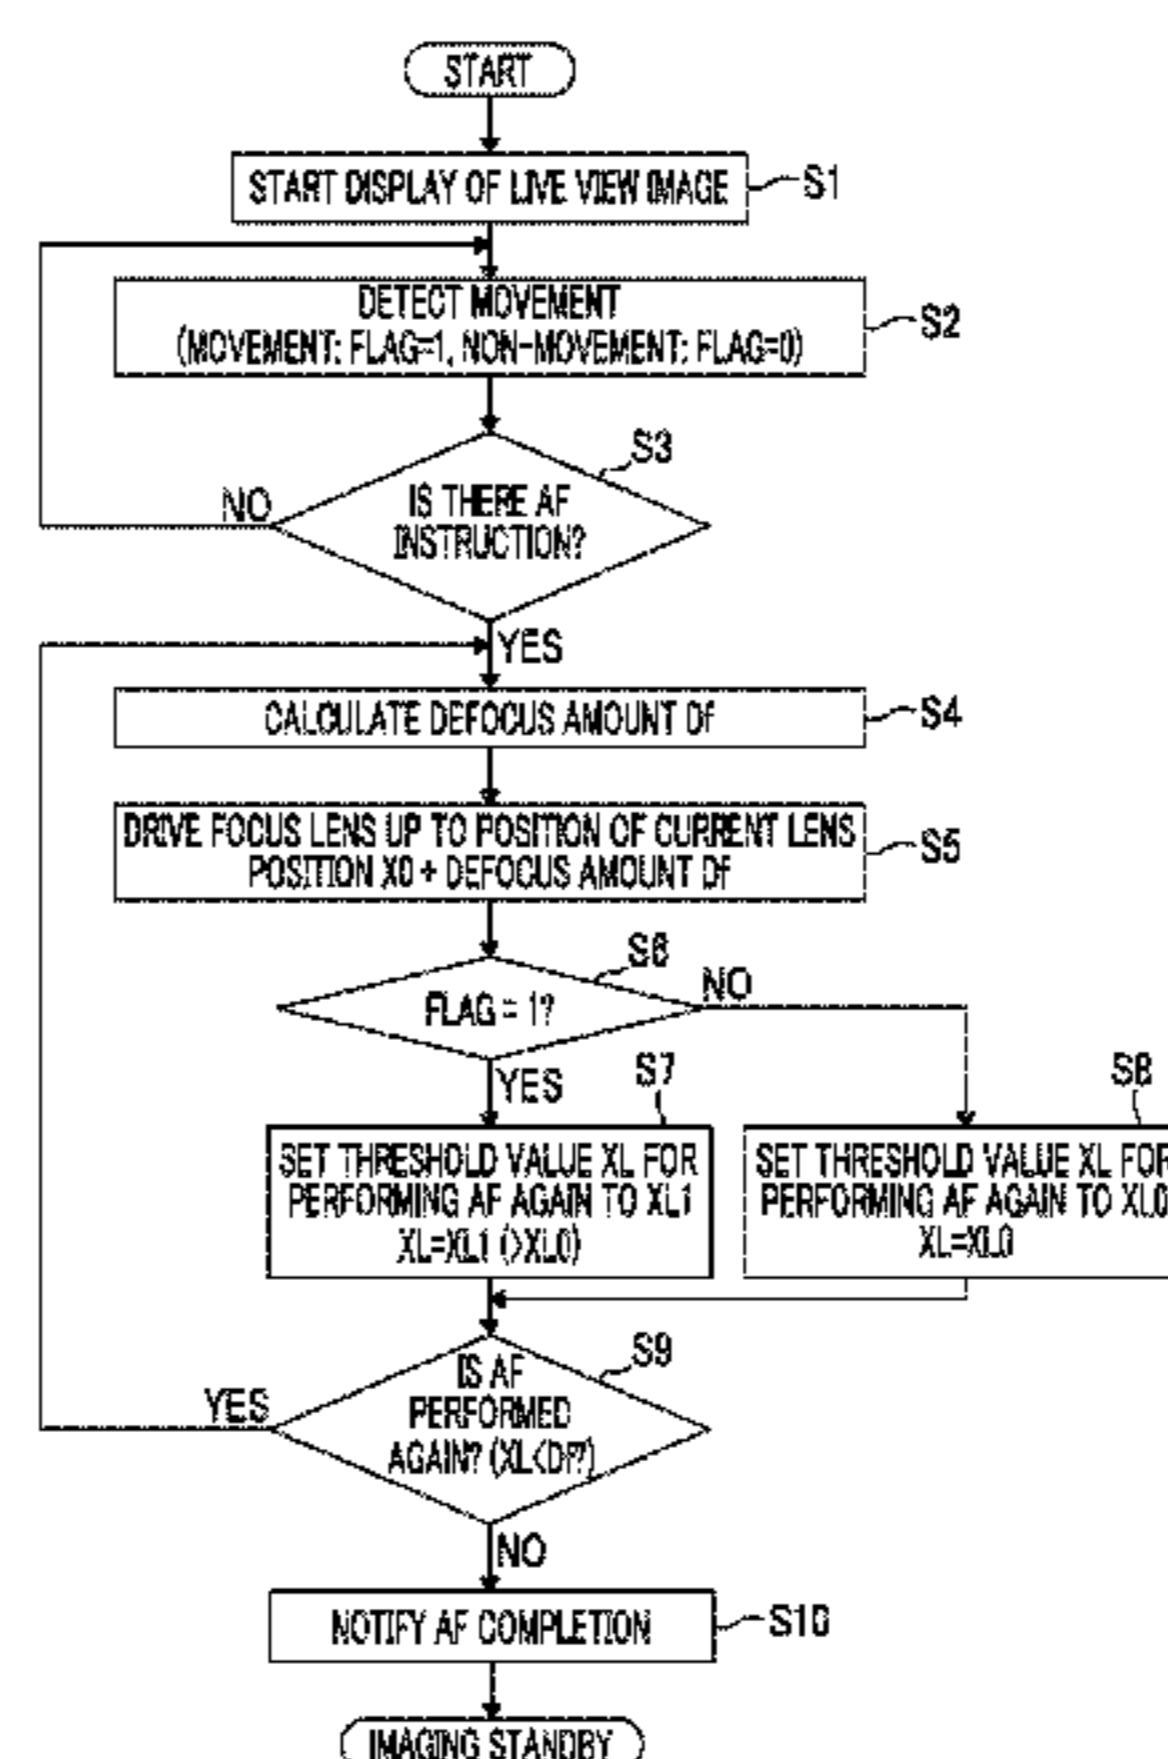 START
START DISPLAY OF LIVE VIEW IMAGE
S1
DETECT MOVEMENT
(MOVEMENT: FLAG=1, NON-MOVEMENT: FLAG=0)
S2
S3
IS THERE AF
INSTRUCTION?
NO
YES
CALCULATE DEFOCUS AMOUNT Df
S4
DRIVE FOCUS LENS UP TO POSITION OF CURRENT LENS
POSITION X0 + DEFOCUS AMOUNT Df
S5
S6
FLAG = 1?
NO
YES
S7
SET THRESHOLD VALUE XL FOR
PERFORMING AF AGAIN TO XL1
XL=XL1 (>XL0)
S8
SET THRESHOLD VALUE XL FOR
PERFORMING AF AGAIN TO XL0
XL=XL0
S9
IS AF
PERFORMED
AGAIN? (XL<Df?)
YES
NO
NOTIFY AF COMPLETION
S10
IMAGING STANDBY